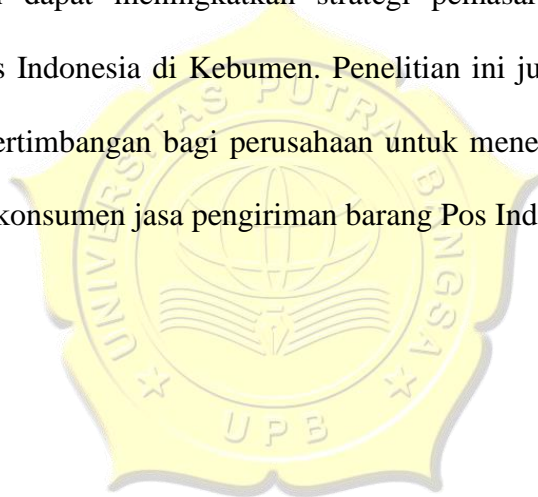 dapat meningkatkan strategi pemasar
s Indonesia di Kebumen. Penelitian ini ju
ertimbangan bagi perusahaan untuk mene
konsumen jasa pengiriman barang Pos Ind
UNIVERSITAS PUTRA BANGSA
UPB